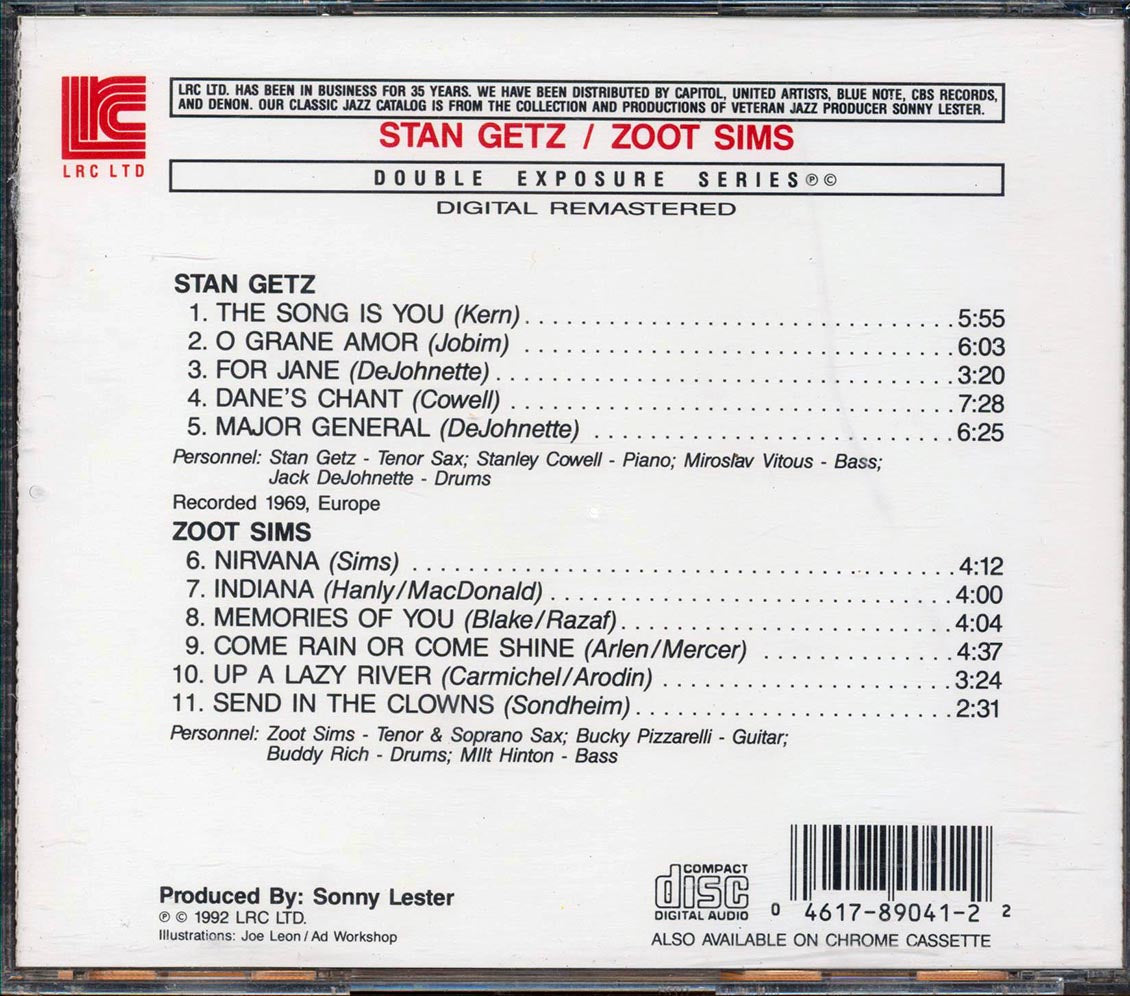 LRC LTD. HAS BEEN IN BUSINESS FOR 35 YEARS. WE HAVE BEEN DISTRIBUTED BY CAPITOL, UNITED ARTISTS, BLUE NOTE, CBS RECORDS,
AND DENON. OUR CLASSIC JAZZ CATALOG IS FROM THE COLLECTION AND PRODUCTIONS OF VETERAN JAZZ PRODUCER SONNY LESTER.
LRC
LRC LTD
STAN GETZ / ZOOT SIMS
DOUBLE EXPOSURE SERIES ℗ ©
DIGITAL REMASTERED
STAN GETZ
1. THE SONG IS YOU (Kern) . . . . . . . . . . . . . . . . . . . . . . . . . . . . . . 5:55
2. O GRANE AMOR (Jobim) . . . . . . . . . . . . . . . . . . . . . . . . . . . . . . 6:03
3. FOR JANE (DeJohnette) . . . . . . . . . . . . . . . . . . . . . . . . . . . . . . . . 3:20
4. DANE'S CHANT (Cowell) . . . . . . . . . . . . . . . . . . . . . . . . . . . . . . . 7:28
5. MAJOR GENERAL (DeJohnette) . . . . . . . . . . . . . . . . . . . . . . . . . 6:25
Personnel: Stan Getz - Tenor Sax; Stanley Cowell - Piano; Miroslav Vitous - Bass;
Jack DeJohnette - Drums
Recorded 1969, Europe
ZOOT SIMS
6. NIRVANA (Sims) . . . . . . . . . . . . . . . . . . . . . . . . . . . . . . . . . . . . . . 4:12
7. INDIANA (Hanly/MacDonald) . . . . . . . . . . . . . . . . . . . . . . . . . . . . 4:00
8. MEMORIES OF YOU (Blake/Razaf) . . . . . . . . . . . . . . . . . . . . . . . 4:04
9. COME RAIN OR COME SHINE (Arlen/Mercer) . . . . . . . . . . . . . 4:37
10. UP A LAZY RIVER (Carmichel/Arodin) . . . . . . . . . . . . . . . . . . . . 3:24
11. SEND IN THE CLOWNS (Sondheim) . . . . . . . . . . . . . . . . . . . . . . 2:31
Personnel: Zoot Sims - Tenor & Soprano Sax; Bucky Pizzarelli - Guitar;
Buddy Rich - Drums; MIlt Hinton - Bass
Produced By: Sonny Lester
℗ © 1992 LRC LTD.
Illustrations: Joe Leon / Ad Workshop
COMPACT
disc
DIGITAL AUDIO
0 4617-89041-2 2
ALSO AVAILABLE ON CHROME CASSETTE